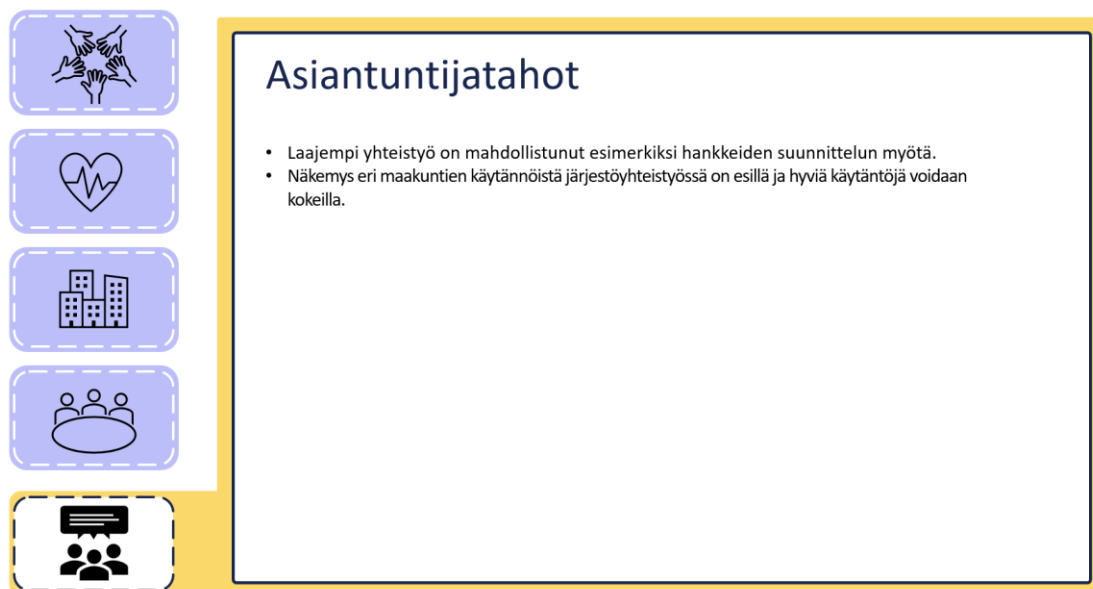 Asiantuntijatahot
• Laajempi yhteistyö on mahdollistunut esimerkiksi hankkeiden suunnittelun myötä.
• Näkemys eri maakuntien käytännöistä järjestöyhteistyössä on esillä ja hyviä käytäntöjä voidaan
kokeilla.